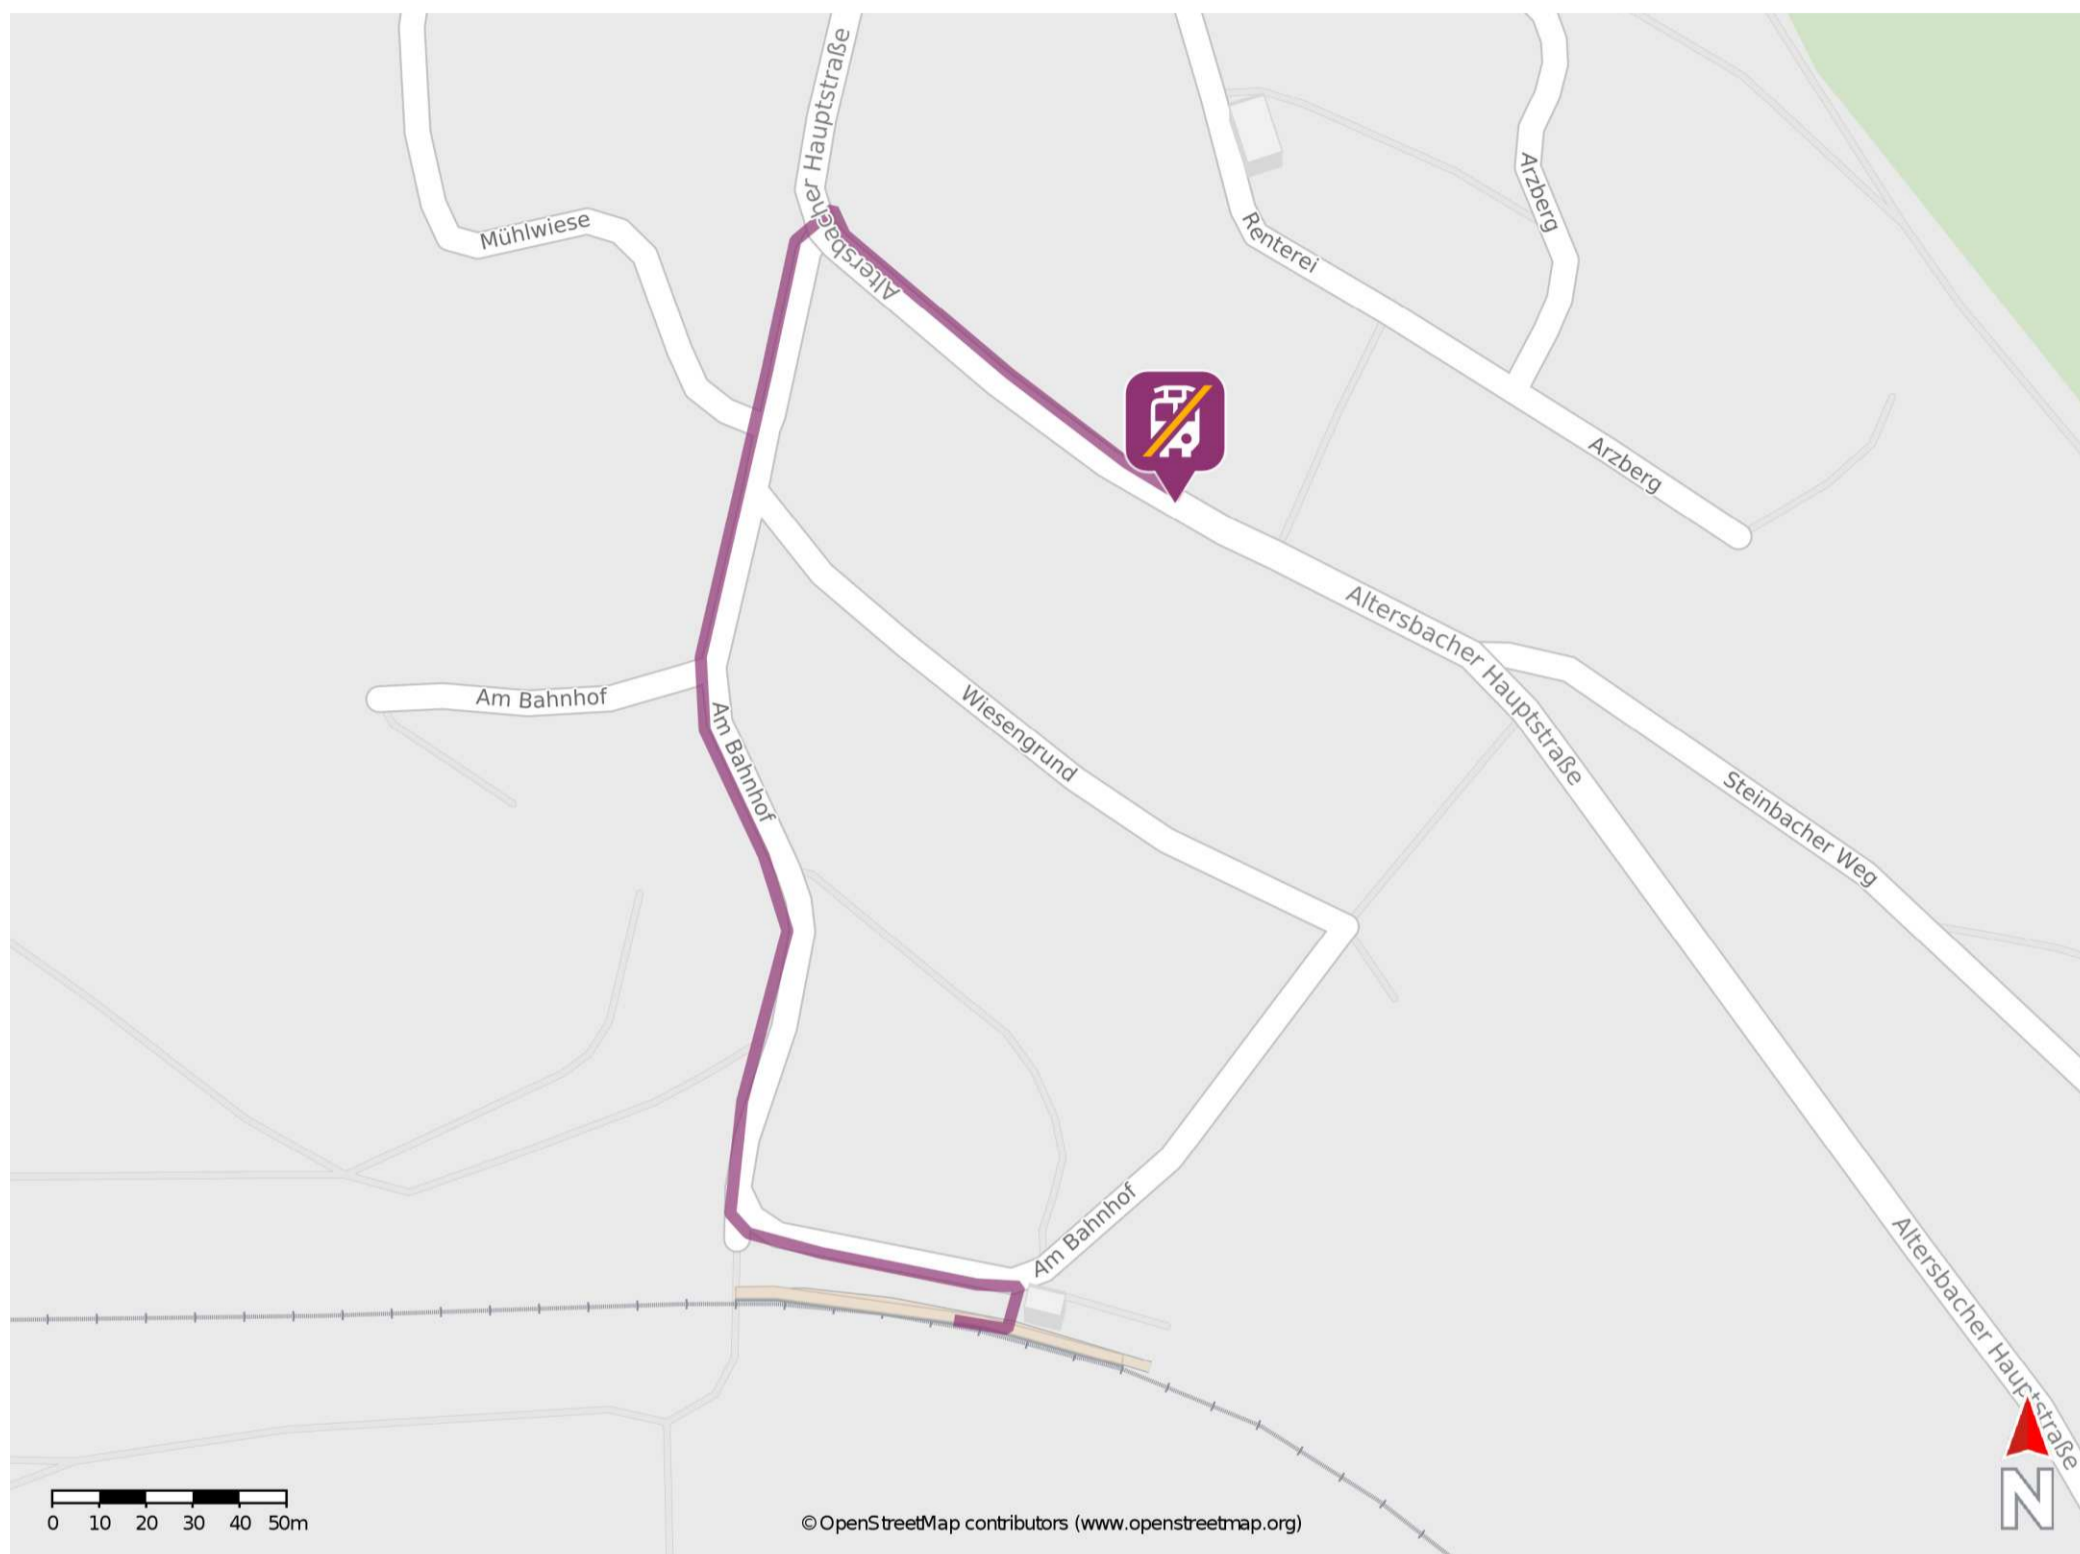 Altersbacher Hauptstraße
Mühlwiese
Renterei
Arzberg
Arzberg
Altersbacher Hauptstraße
Am Bahnhof
Am Bahnhof
Wiesengrund
Steinbacher Weg
Am Bahnhof
Altersbacher Hauptstraße
N
0 10 20 30 40 50m
© OpenStreetMap contributors (www.openstreetmap.org)